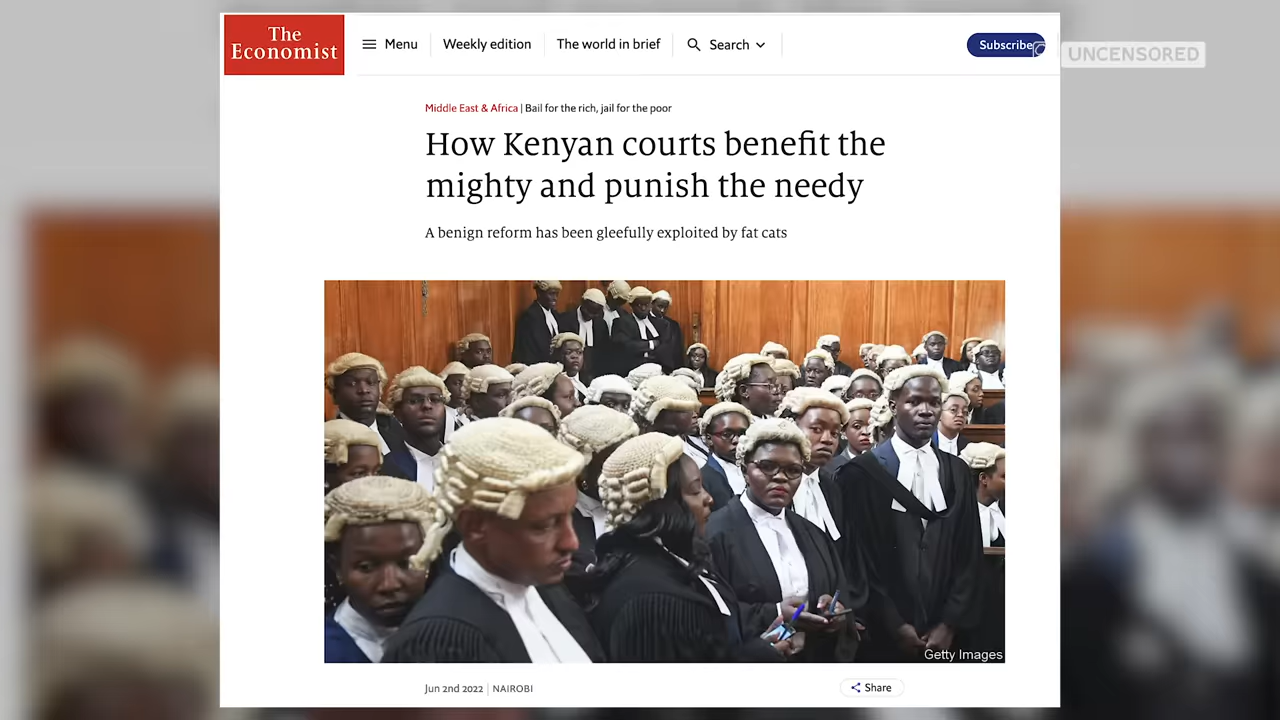 The
Economist
Menu
Weekly edition
The world in brief
Search
Subscribe
UNCENSORED
Middle East & Africa | Bail for the rich, jail for the poor
How Kenyan courts benefit the
mighty and punish the needy
A benign reform has been gleefully exploited by fat cats
Getty Images
Jun 2nd 2022 | NAIROBI
Share